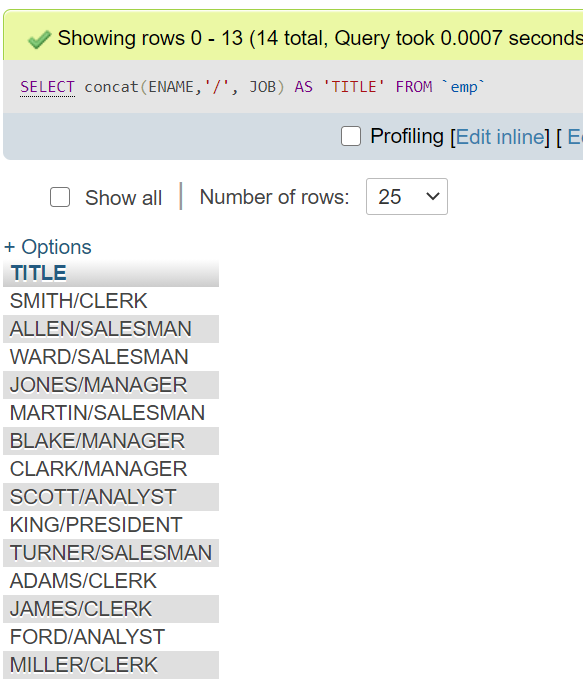 Showing rows 0 - 13 (14 total, Query took 0.0007 seconds
SELECT concat(ENAME,'/', JOB) AS 'TITLE' FROM `emp`
Profiling [Edit inline] [ E
Show all Number of rows: 25
+ Options
TITLE
SMITH/CLERK
ALLEN/SALESMAN
WARD/SALESMAN
JONES/MANAGER
MARTIN/SALESMAN
BLAKE/MANAGER
CLARK/MANAGER
SCOTT/ANALYST
KING/PRESIDENT
TURNER/SALESMAN
ADAMS/CLERK
JAMES/CLERK
FORD/ANALYST
MILLER/CLERK